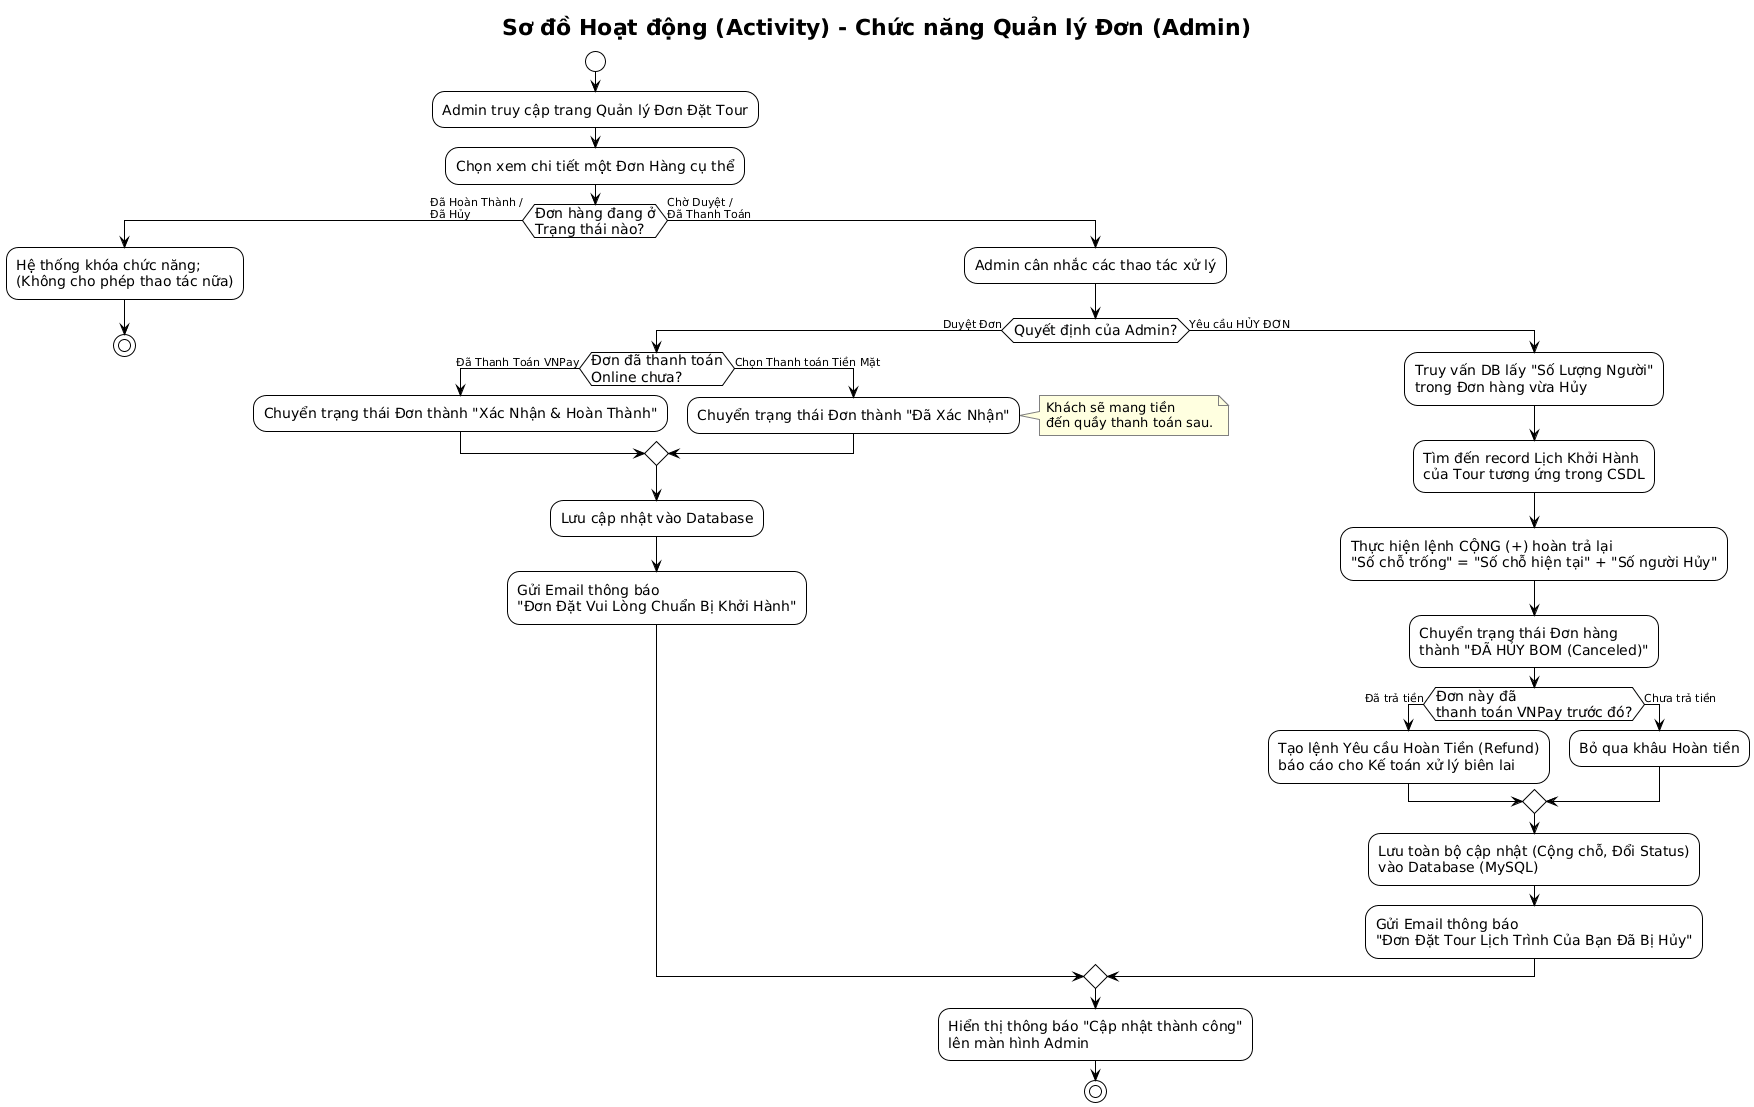 Sơ đồ Hoạt động (Activity) - Chức năng Quản lý Đơn (Admin)
Admin truy cập trang Quản lý Đơn Đặt Tour
Chọn xem chi tiết một Đơn Hàng cụ thể
Đơn hàng đang ở
Trạng thái nào?
Đã Hoàn Thành /
Đã Hủy
Chờ Duyệt /
Đã Thanh Toán
Hệ thống khóa chức năng;
(Không cho phép thao tác nữa)
Admin cân nhắc các thao tác xử lý
Quyết định của Admin?
Duyệt Đơn
Yêu cầu HỦY ĐƠN
Đơn đã thanh toán
Online chưa?
Đã Thanh Toán VNPay
Chọn Thanh toán Tiền Mặt
Chuyển trạng thái Đơn thành "Xác Nhận & Hoàn Thành"
Chuyển trạng thái Đơn thành "Đã Xác Nhận"
Khách sẽ mang tiền
đến quầy thanh toán sau.
Lưu cập nhật vào Database
Gửi Email thông báo
"Đơn Đặt Vui Lòng Chuẩn Bị Khởi Hành"
Truy vấn DB lấy "Số Lượng Người"
trong Đơn hàng vừa Hủy
Tìm đến record Lịch Khởi Hành
của Tour tương ứng trong CSDL
Thực hiện lệnh CỘNG (+) hoàn trả lại
"Số chỗ trống" = "Số chỗ hiện tại" + "Số người Hủy"
Chuyển trạng thái Đơn hàng
thành "ĐÃ HỦY BOM (Canceled)"
Đơn này đã
thanh toán VNPay trước đó?
Đã trả tiền
Chưa trả tiền
Tạo lệnh Yêu cầu Hoàn Tiền (Refund)
báo cáo cho Kế toán xử lý biên lai
Bỏ qua khâu Hoàn tiền
Lưu toàn bộ cập nhật (Cộng chỗ, Đổi Status)
vào Database (MySQL)
Gửi Email thông báo
"Đơn Đặt Tour Lịch Trình Của Bạn Đã Bị Hủy"
Hiển thị thông báo "Cập nhật thành công"
lên màn hình Admin